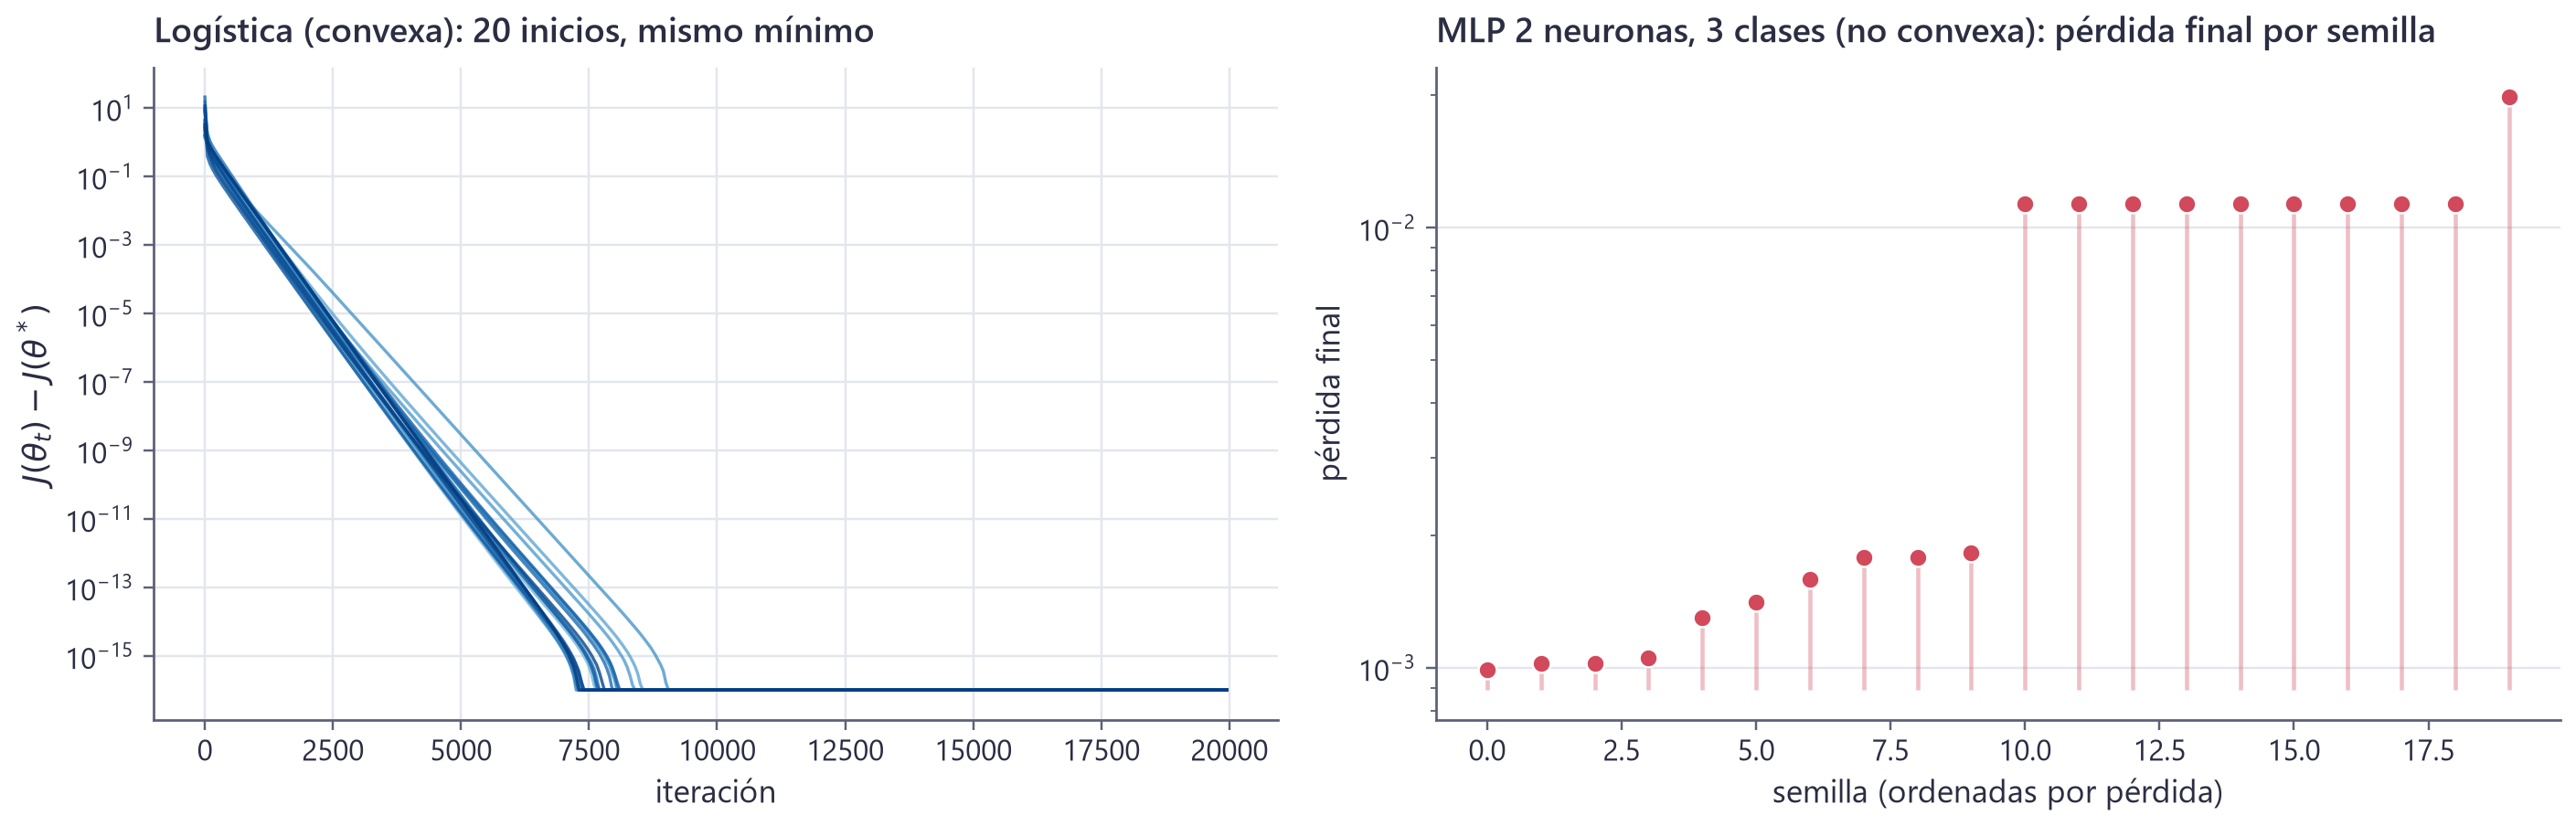 Logística (convexa): 20 inicios, mismo mínimo
10¹
10⁻¹
10⁻³
10⁻⁵
10⁻⁷
10⁻⁹
10⁻¹¹
10⁻¹³
10⁻¹⁵
J(θₜ) − J(θ*)
0 2500 5000 7500 10000 12500 15000 17500 20000
iteración
MLP 2 neuronas, 3 clases (no convexa): pérdida final por semilla
10⁻²
10⁻³
pérdida final
0.0 2.5 5.0 7.5 10.0 12.5 15.0 17.5
semilla (ordenadas por pérdida)